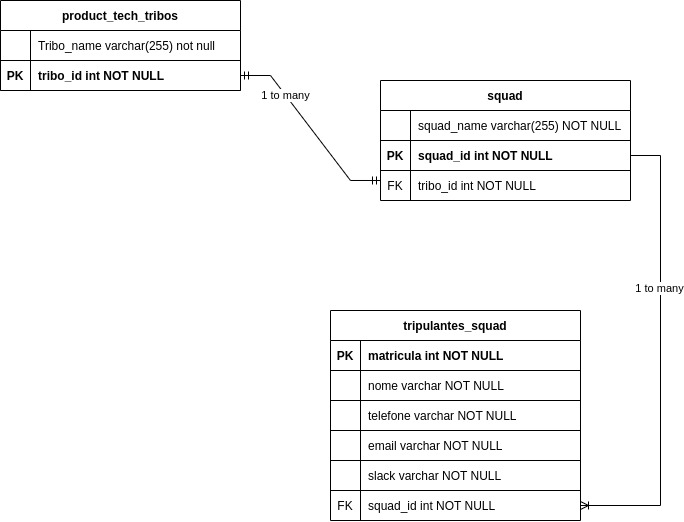 product_tech_tribos
Tribo_name varchar(255) not null
PK tribo_id int NOT NULL
1 to many
squad
squad_name varchar(255) NOT NULL
PK squad_id int NOT NULL
FK tribo_id int NOT NULL
1 to many
tripulantes_squad
PK matricula int NOT NULL
nome varchar NOT NULL
telefone varchar NOT NULL
email varchar NOT NULL
slack varchar NOT NULL
FK squad_id int NOT NULL